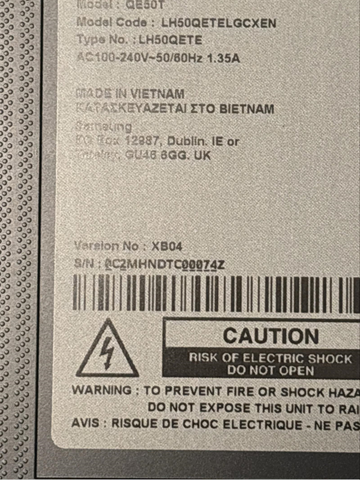 Model : QE50T
Model Code : LH50QETELGCXEN
Type No. : LH50QETE
AC100-240V~50/60Hz 1.35A
MADE IN VIETNAM
ΚΑΤΑΣΚΕΥΑΖΕΤΑΙ ΣΤΟ ΒΙΕΤΝΑΜ
Samsung
PO Box 12987, Dublin. IE or
GU46 6GG. UK
Version No : XB04
S/N : 0C2MHNDTC00074Z
CAUTION
RISK OF ELECTRIC SHOCK
DO NOT OPEN
WARNING : TO PREVENT FIRE OR SHOCK HAZA
DO NOT EXPOSE THIS UNIT TO RAI
AVIS : RISQUE DE CHOC ELECTRIQUE - NE PAS